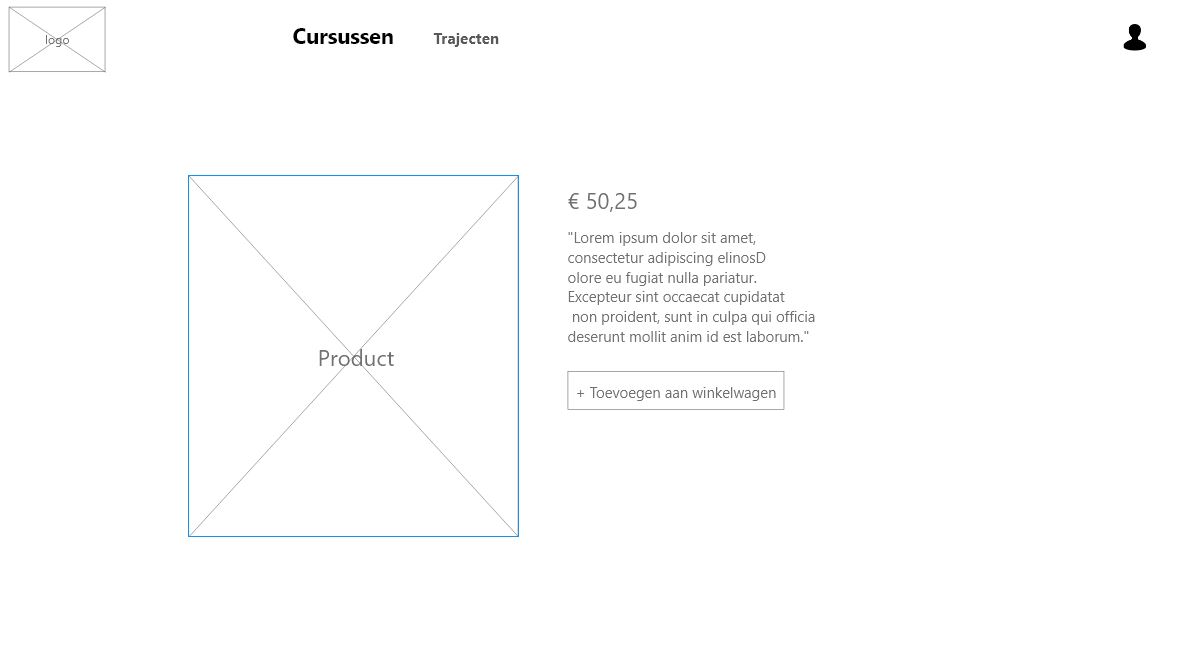 logo
Cursussen
Trajecten
€ 50,25
"Lorem ipsum dolor sit amet,
consectetur adipiscing elinosD
olore eu fugiat nulla pariatur.
Excepteur sint occaecat cupidatat
non proident, sunt in culpa qui officia
deserunt mollit anim id est laborum."
Product
+ Toevoegen aan winkelwagen